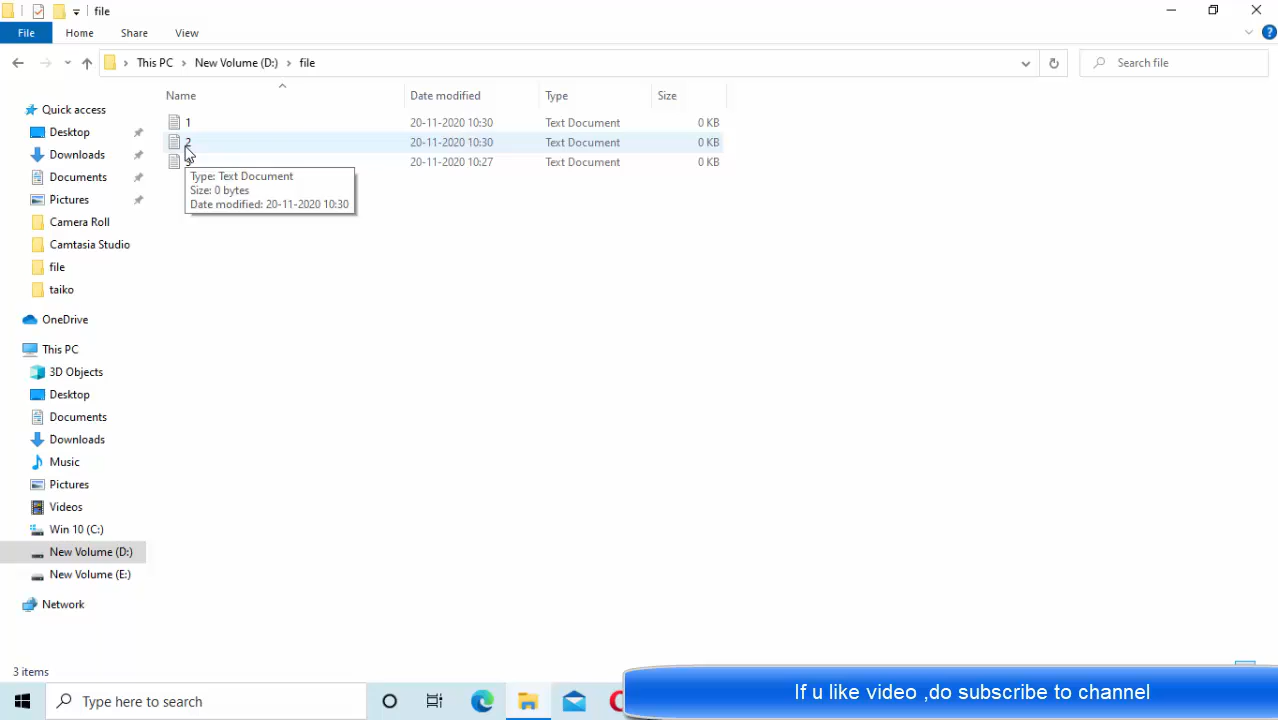 file
File Home Share View
This PC New Volume (D:) file Search file
Name Date modified Type Size
1 20-11-2020 10:30 Text Document 0 KB
2 20-11-2020 10:30 Text Document 0 KB
3 20-11-2020 10:27 Text Document 0 KB
Type: Text Document
Size: 0 bytes
Date modified: 20-11-2020 10:30
Quick access
Desktop
Downloads
Documents
Pictures
Camera Roll
Camtasia Studio
file
taiko
OneDrive
This PC
3D Objects
Desktop
Documents
Downloads
Music
Pictures
Videos
Win 10 (C:)
New Volume (D:)
New Volume (E:)
Network
3 items
Type here to search
If u like video ,do subscribe to channel